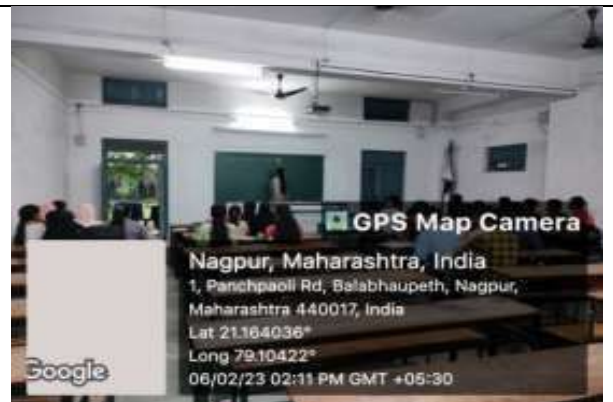 GPS Map Camera
Nagpur, Maharashtra, India
1, Panchpaoli Rd, Balabhaupeth, Nagpur,
Maharashtra 440017, India
Lat 21.164036°
Long 79.10422°
06/02/23 02:11 PM GMT +05:30
Google